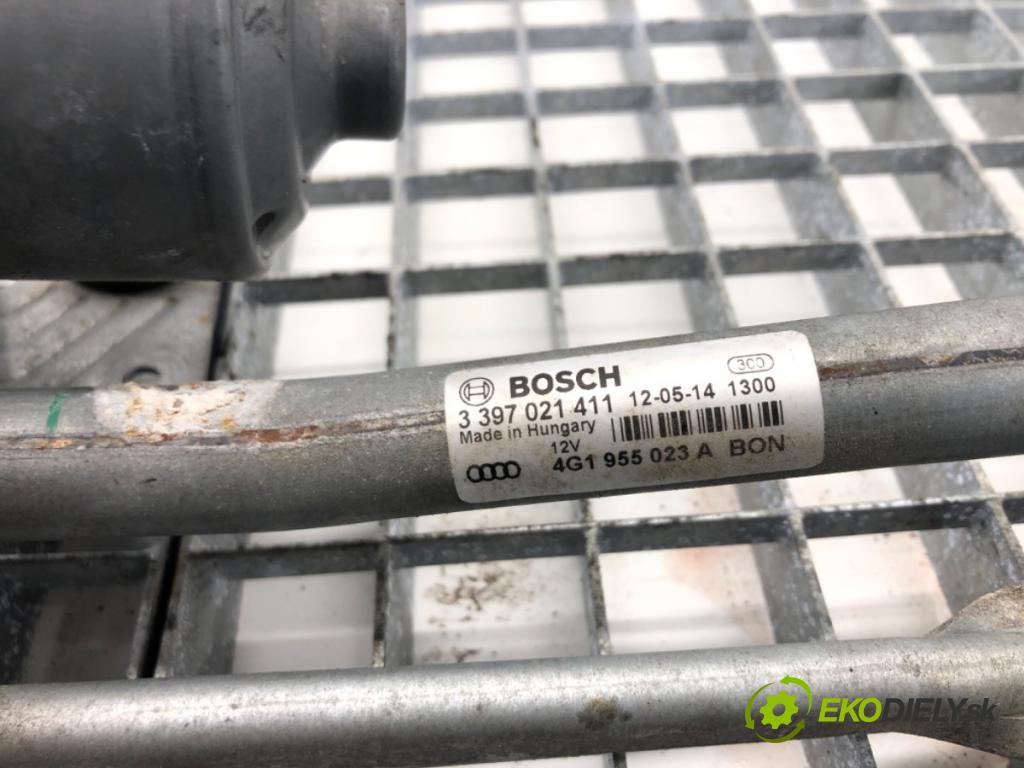 BOSCH 300
3 397 021 411 12-05-14 1300
Made in Hungary
12V
4G1 955 023 A BON
EKODIELY.sk